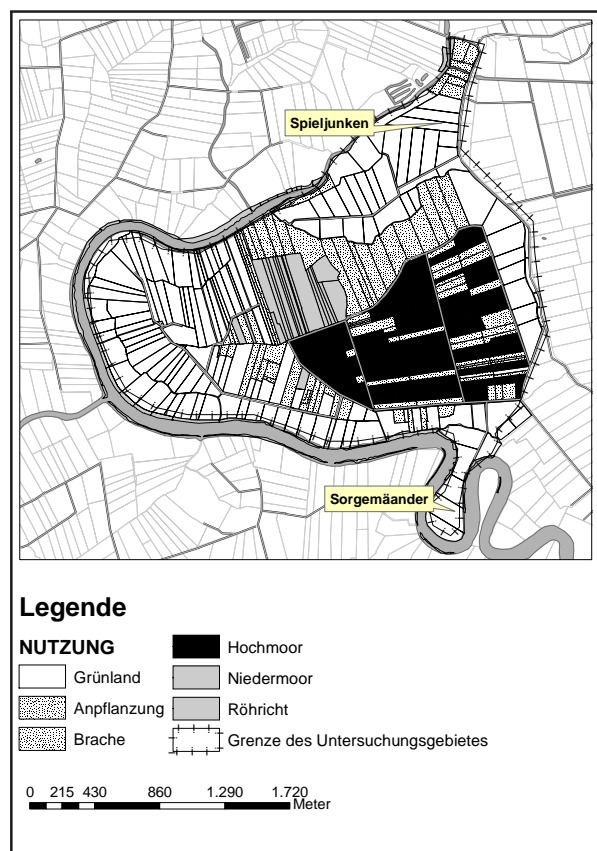 Spieljunken
Sorgemäander
Legende
NUTZUNG
Grünland
Anpflanzung
Brache
Hochmoor
Niedermoor
Röhricht
Grenze des Untersuchungsgebietes
0 215 430 860 1.290 1.720
Meter